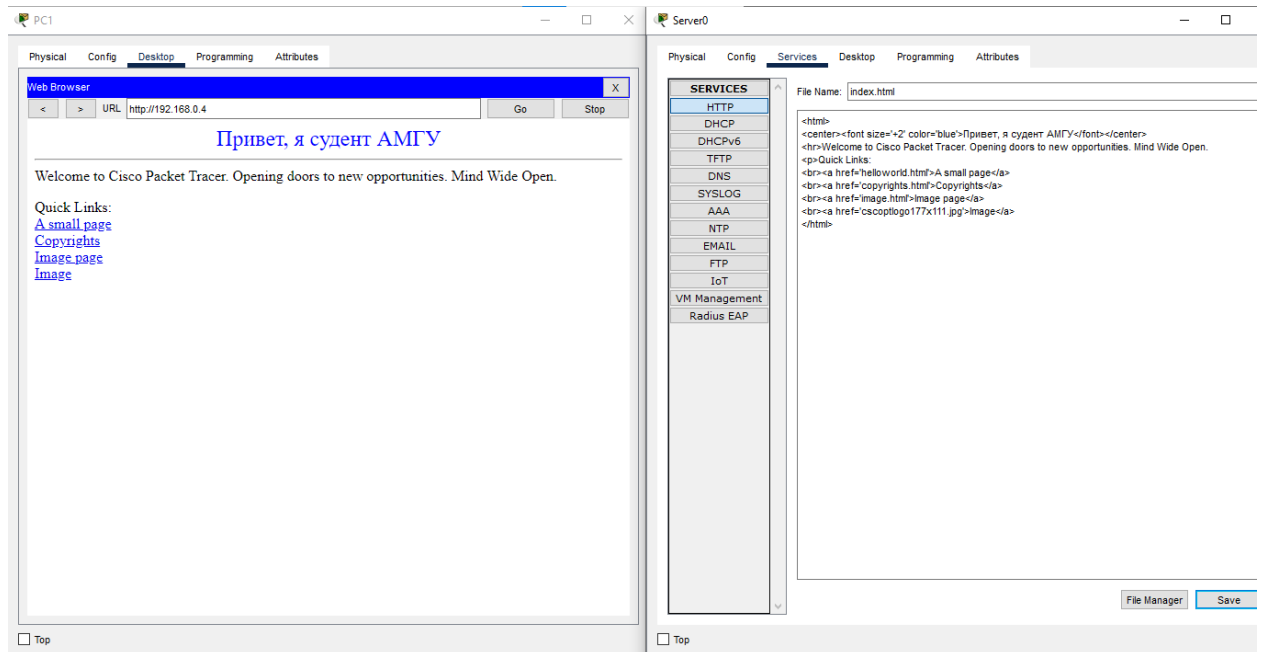 PC1
Physical Config Desktop Programming Attributes
Web Browser X
< > URL http://192.168.0.4 Go Stop
Привет, я судент АМГУ
Welcome to Cisco Packet Tracer. Opening doors to new opportunities. Mind Wide Open.
Quick Links:
A small page
Copyrights
Image page
Image
Top
Server0
Physical Config Services Desktop Programming Attributes
SERVICES
HTTP
DHCP
DHCPv6
TFTP
DNS
SYSLOG
AAA
NTP
EMAIL
FTP
IoT
VM Management
Radius EAP
File Name: index.html
<html>
<center><font size='+2' color='blue'>Привет, я судент АМГУ</font></center>
<hr>Welcome to Cisco Packet Tracer. Opening doors to new opportunities. Mind Wide Open.
<p>Quick Links:
<br><a href='helloworld.html'>A small page</a>
<br><a href='copyrights.html'>Copyrights</a>
<br><a href='image.html'>Image page</a>
<br><a href='cscoptlogo177x111.jpg'>Image</a>
</html>
File Manager Save
Top